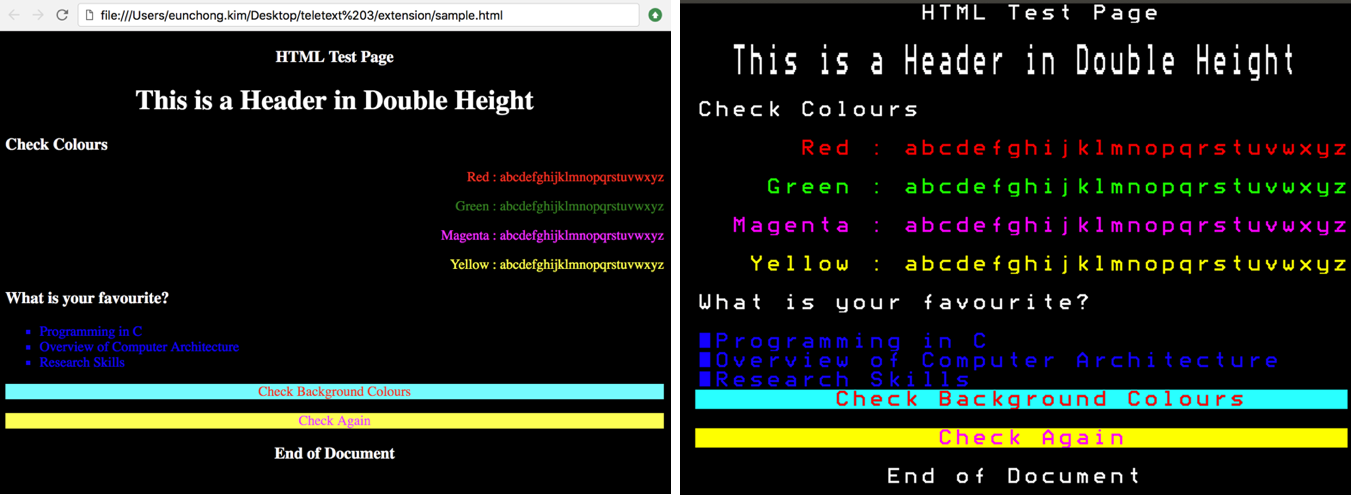 file:///Users/eunchong.kim/Desktop/teletext%203/extension/sample.html
HTML Test Page
This is a Header in Double Height
Check Colours
Red : abcdefghijklmnopqrstuvwxyz
Green : abcdefghijklmnopqrstuvwxyz
Magenta : abcdefghijklmnopqrstuvwxyz
Yellow : abcdefghijklmnopqrstuvwxyz
What is your favourite?
Programming in C
Overview of Computer Architecture
Research Skills
Check Background Colours
Check Again
End of Document
HTML Test Page
This is a Header in Double Height
Check Colours
Red : abcdefghijklmnopqrstuvwxyz
Green : abcdefghijklmnopqrstuvwxyz
Magenta : abcdefghijklmnopqrstuvwxyz
Yellow : abcdefghijklmnopqrstuvwxyz
What is your favourite?
Programming in C
Overview of Computer Architecture
Research Skills
Check Background Colours
Check Again
End of Document